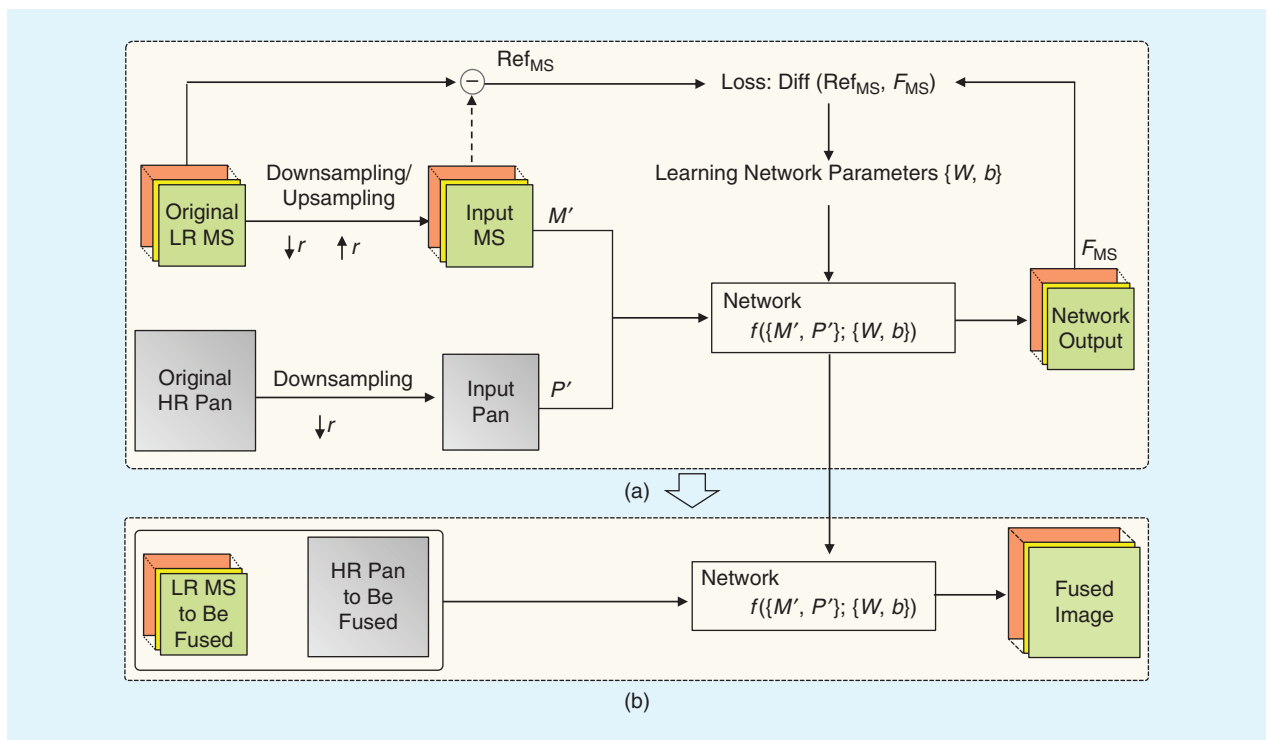 Ref_MS
−
Loss: Diff (Ref_MS, F_MS)
Learning Network Parameters {W, b}
Original
LR MS
Downsampling/
Upsampling
↓r ↑r
Input
MS
M′
Original
HR Pan
Downsampling
↓r
Input
Pan
P′
Network
f({M′, P′}; {W, b})
F_MS
Network
Output
(a)
LR MS
to Be
Fused
HR Pan
to Be
Fused
Network
f({M′, P′}; {W, b})
Fused
Image
(b)